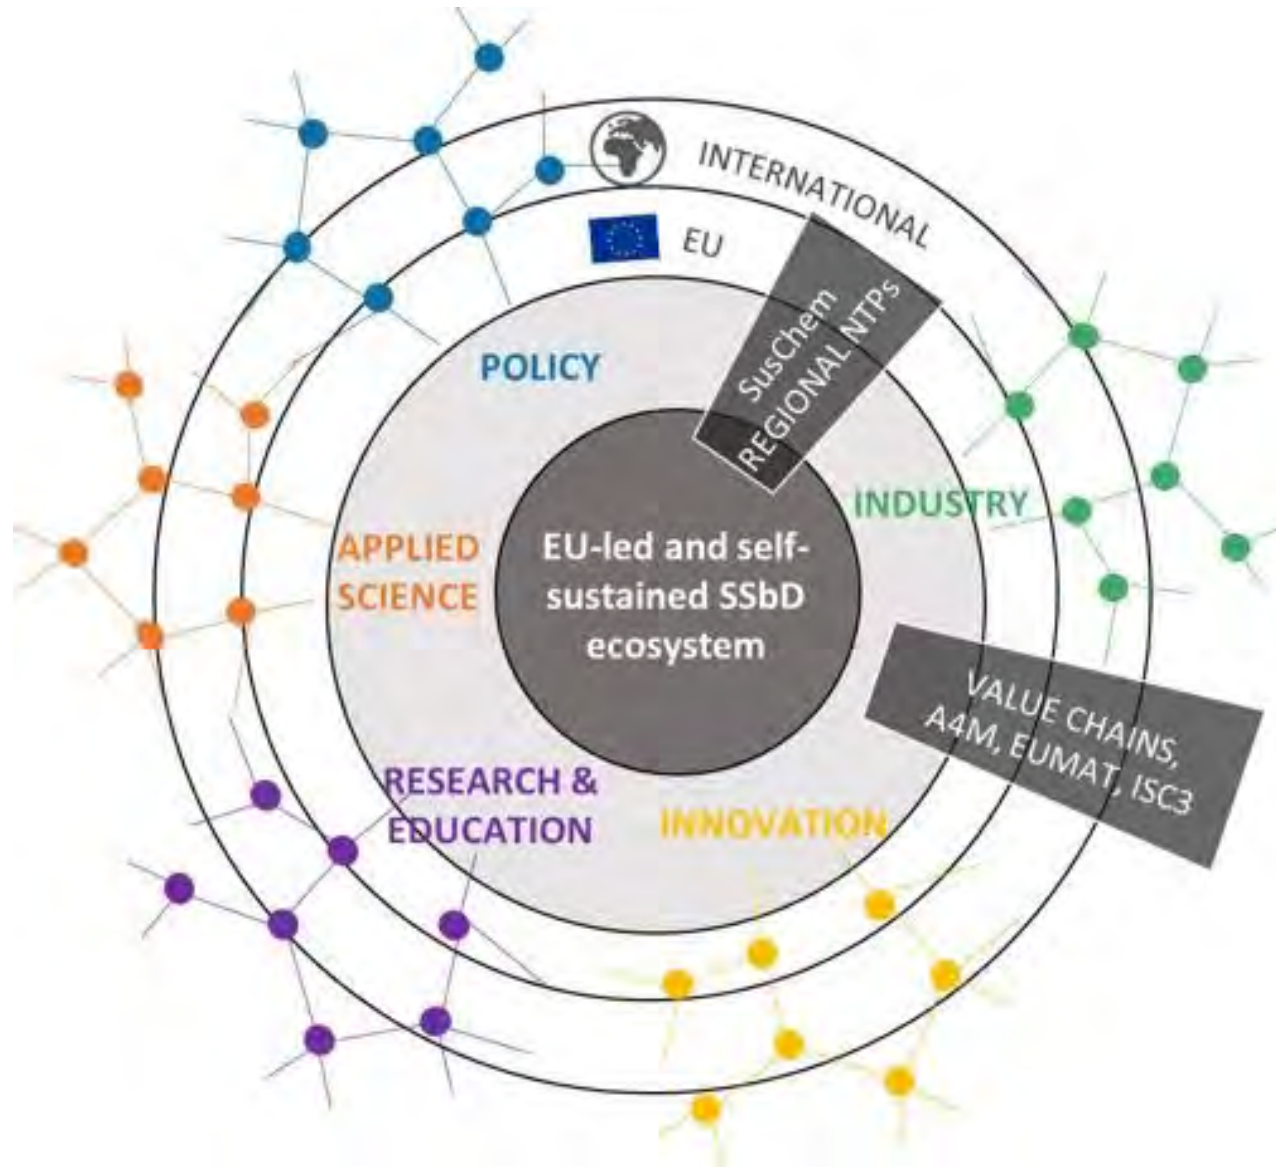 INTERNATIONAL
EU
SusChem
REGIONAL NTPs
POLICY
INDUSTRY
APPLIED
SCIENCE
EU-led and self-
sustained SSbD
ecosystem
VALUE CHAINS,
A4M, EUMAT, ISC3
RESEARCH &
EDUCATION
INNOVATION